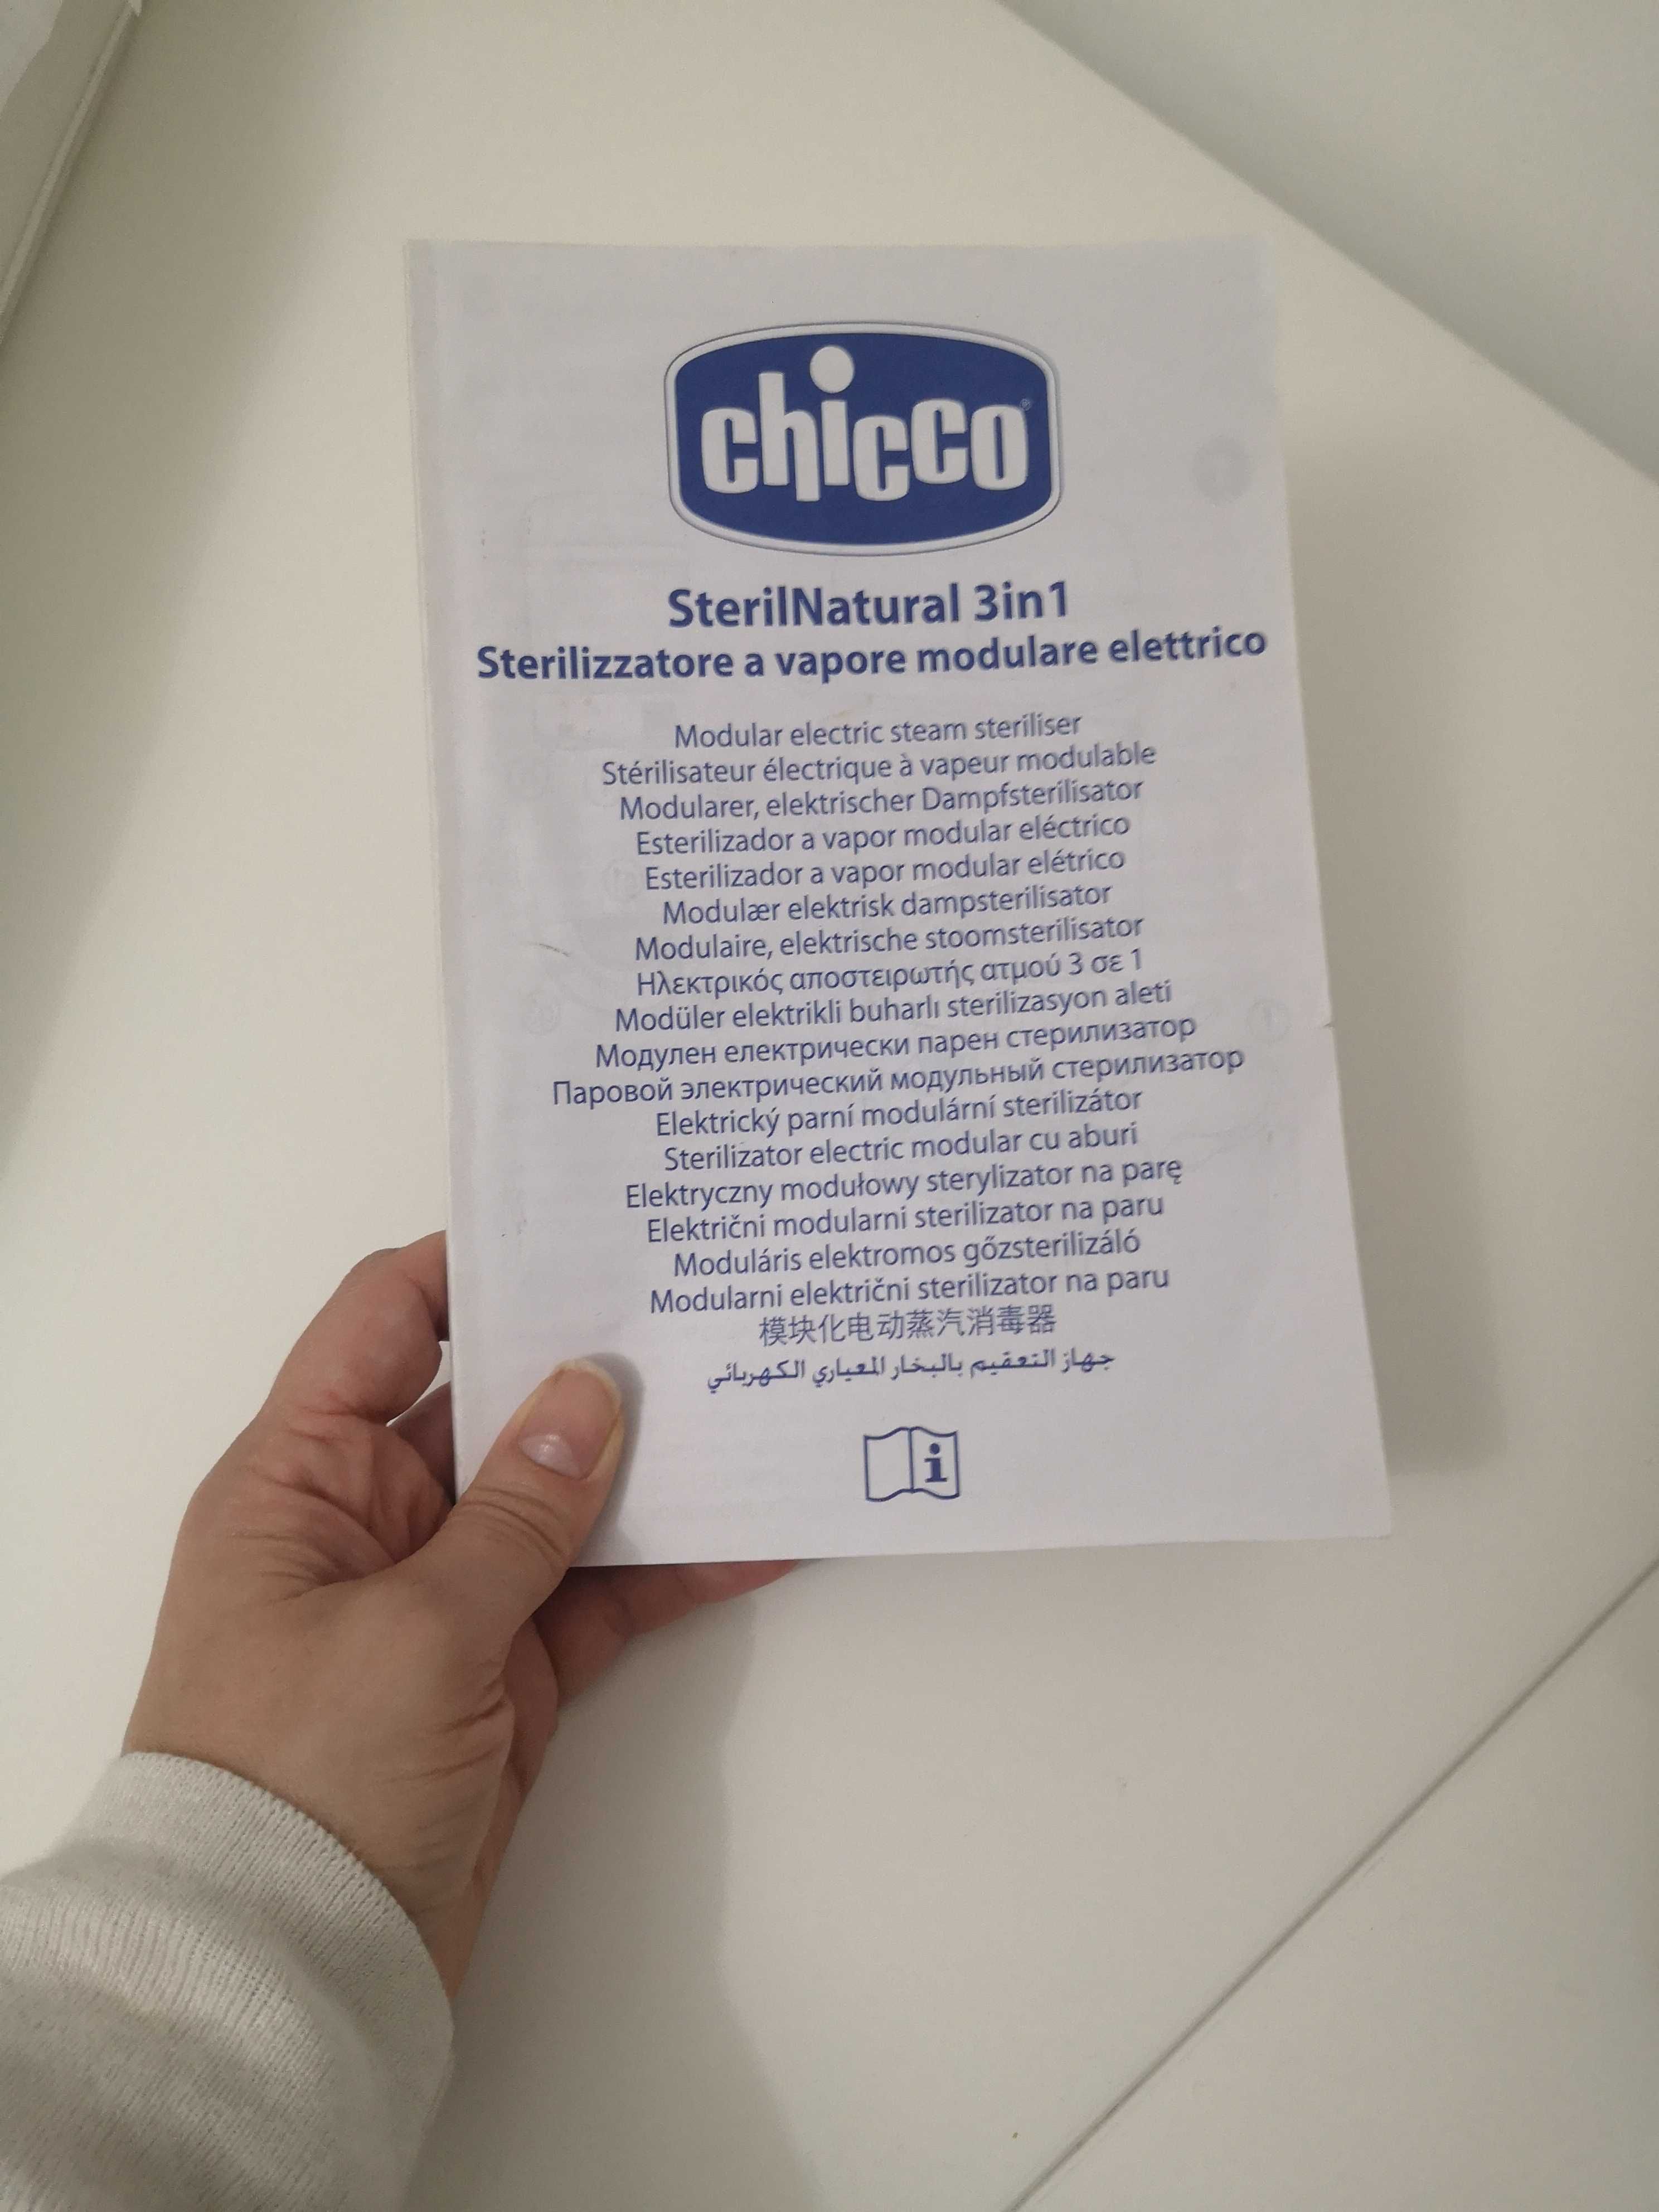 chicco®
SterilNatural 3in1
Sterilizzatore a vapore modulare elettrico
Modular electric steam steriliser
Stérilisateur électrique à vapeur modulable
Modularer, elektrischer Dampfsterilisator
Esterilizador a vapor modular eléctrico
Esterilizador a vapor modular elétrico
Modulær elektrisk dampsterilisator
Modulaire, elektrische stoomsterilisator
Ηλεκτρικός αποστειρωτής ατμού 3 σε 1
Modüler elektrikli buharlı sterilizasyon aleti
Модулен електрически парен стерилизатор
Паровой электрический модульный стерилизатор
Elektrický parní modulární sterilizátor
Sterilizator electric modular cu aburi
Elektryczny modułowy sterylizator na parę
Električni modularni sterilizator na paru
Moduláris elektromos gőzsterilizáló
Modularni električni sterilizator na paru
模块化电动蒸汽消毒器
جهاز التعقيم بالبخار المعياري الكهربائي
i